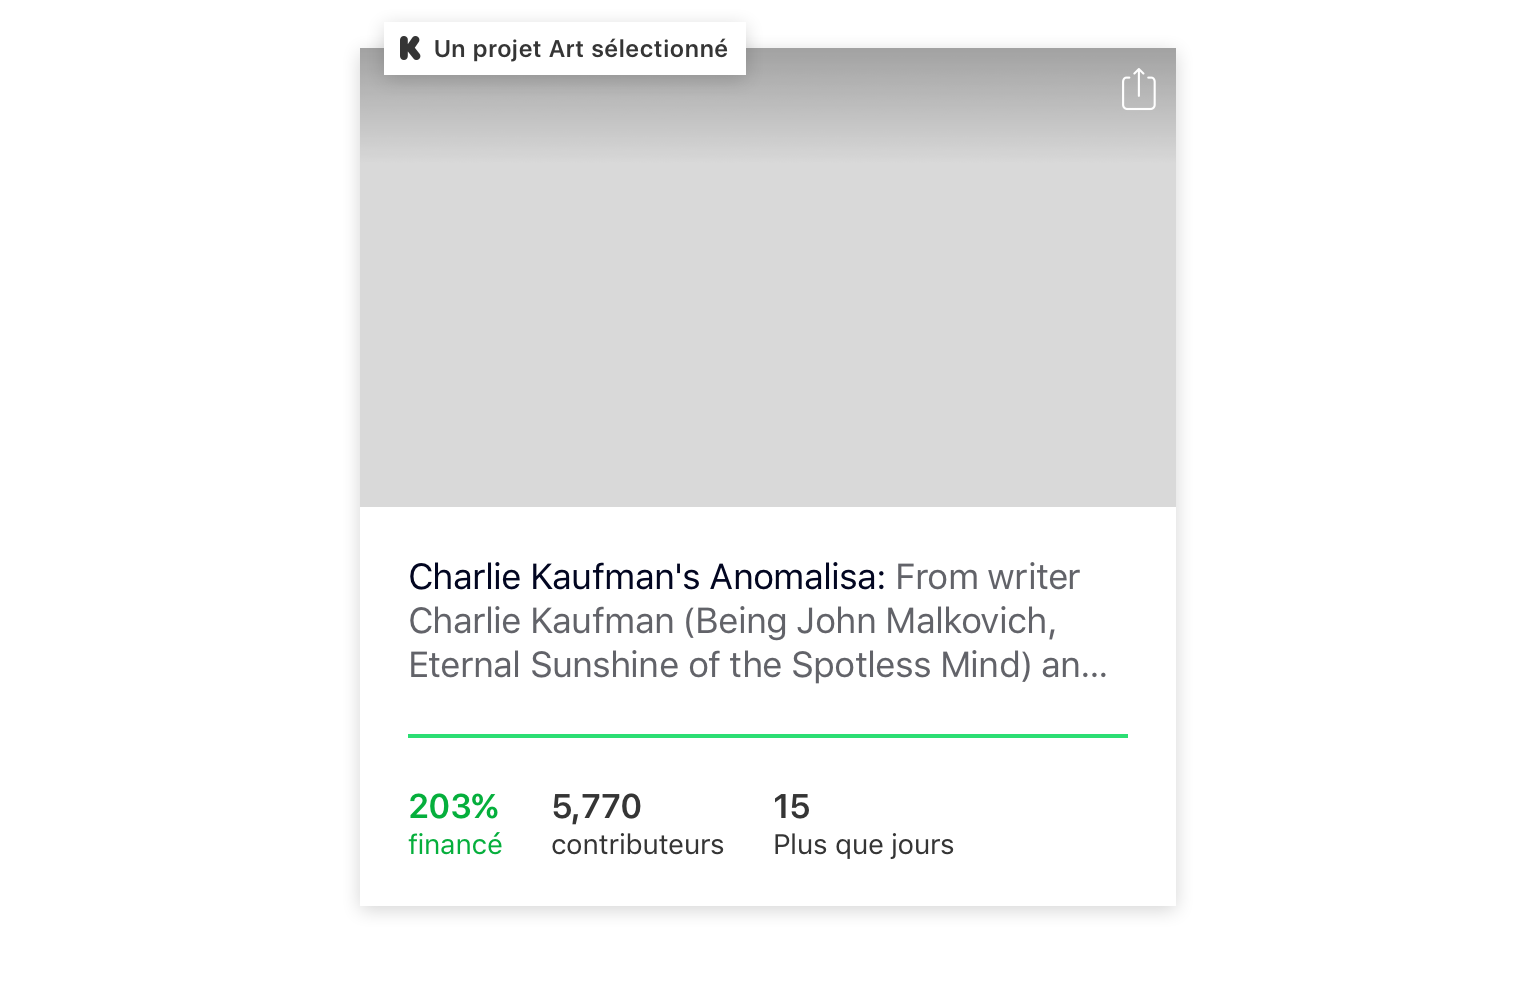 Un projet Art sélectionné
Charlie Kaufman's Anomalisa: From writer
Charlie Kaufman (Being John Malkovich,
Eternal Sunshine of the Spotless Mind) an...
203% 5,770 15
financé contributeurs Plus que jours